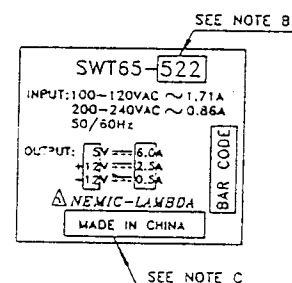 SEE NOTE B
SWT65-522
INPUT:100-120VAC ~ 1.71A
200-240VAC ~ 0.86A
50/60Hz
OUTPUT: 5V 6.0A
+12V 2.5A
-12V 0.5A
NEMIC-LAMBDA
BAR CODE
MADE IN CHINA
SEE NOTE C